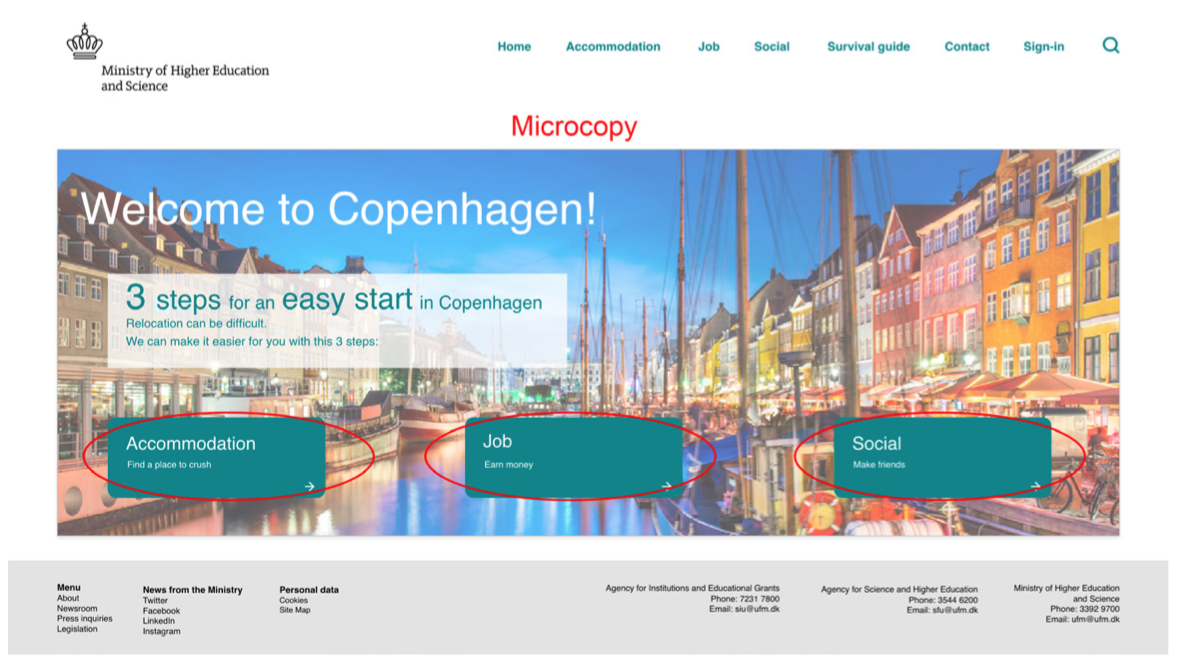 Ministry of Higher Education
and Science
Home Accommodation Job Social Survival guide Contact Sign-in
Microcopy
Welcome to Copenhagen!
3 steps for an easy start in Copenhagen
Relocation can be difficult.
We can make it easier for you with this 3 steps:
Accommodation
Find a place to crush
Job
Earn money
Social
Make friends
Menu
About
Newsroom
Press inquiries
Legislation
News from the Ministry
Twitter
Facebook
LinkedIn
Instagram
Personal data
Cookies
Site Map
Agency for Institutions and Educational Grants
Phone: 7231 7800
Email: siu@ufm.dk
Agency for Science and Higher Education
Phone: 3544 6200
Email: sfu@ufm.dk
Ministry of Higher Education
and Science
Phone: 3392 9700
Email: ufm@ufm.dk